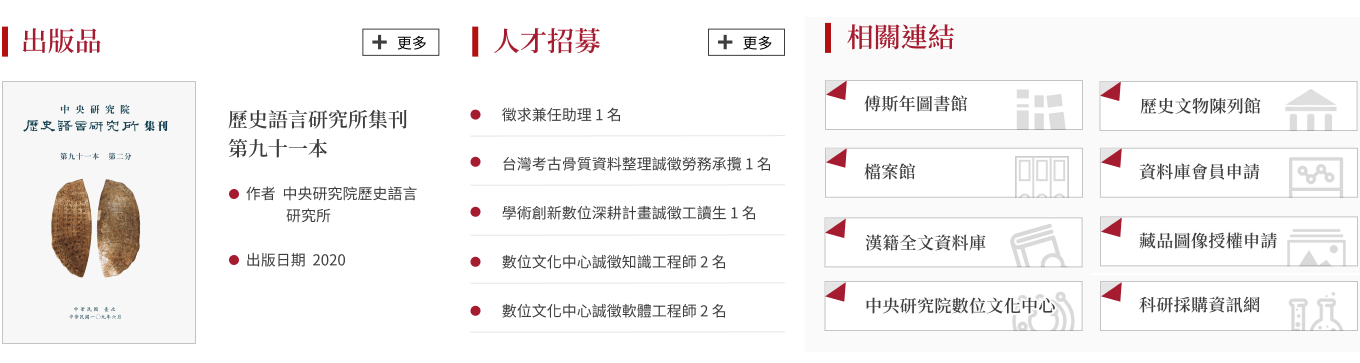 出版品
更多
中央研究院
歷史語言研究所集刊
第九十一本 第二分
中華民國 臺北
中華民國一〇九年六月
歷史語言研究所集刊
第九十一本
作者 中央研究院歷史語言
研究所
出版日期 2020
人才招募
更多
徵求兼任助理 1 名
台灣考古骨質資料整理誠徵勞務承攬 1 名
學術創新數位深耕計畫誠徵工讀生 1 名
數位文化中心誠徵知識工程師 2 名
數位文化中心誠徵軟體工程師 2 名
相關連結
傅斯年圖書館
歷史文物陳列館
檔案館
資料庫會員申請
漢籍全文資料庫
藏品圖像授權申請
中央研究院數位文化中心
科研採購資訊網